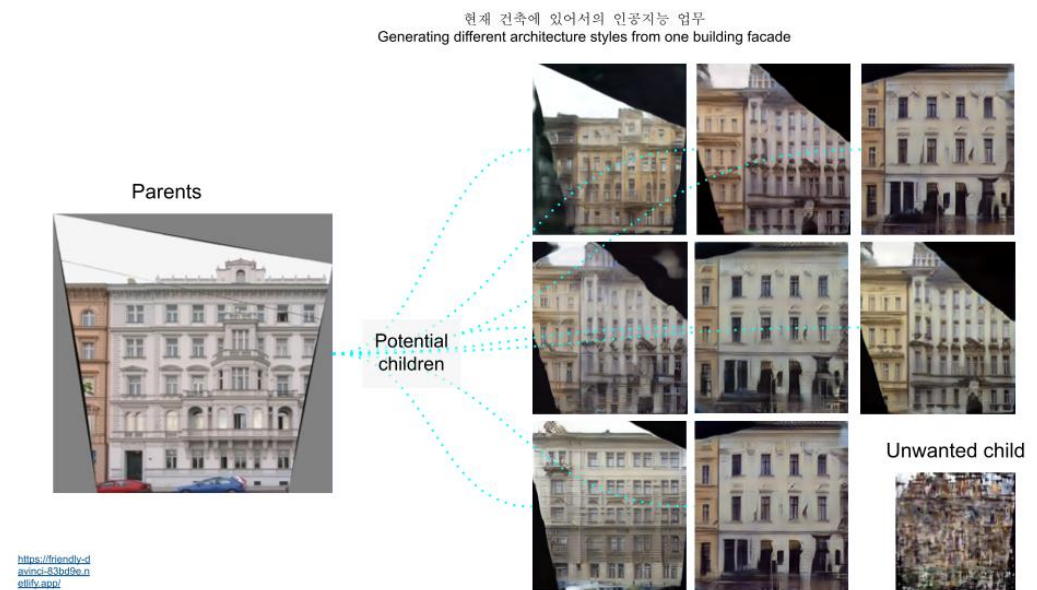 현재 건축에 있어서의 인공지능 업무
Generating different architecture styles from one building facade
Parents
Potential
children
Unwanted child
https://friendly-d
avinci-83bd9e.n
etlify.app/